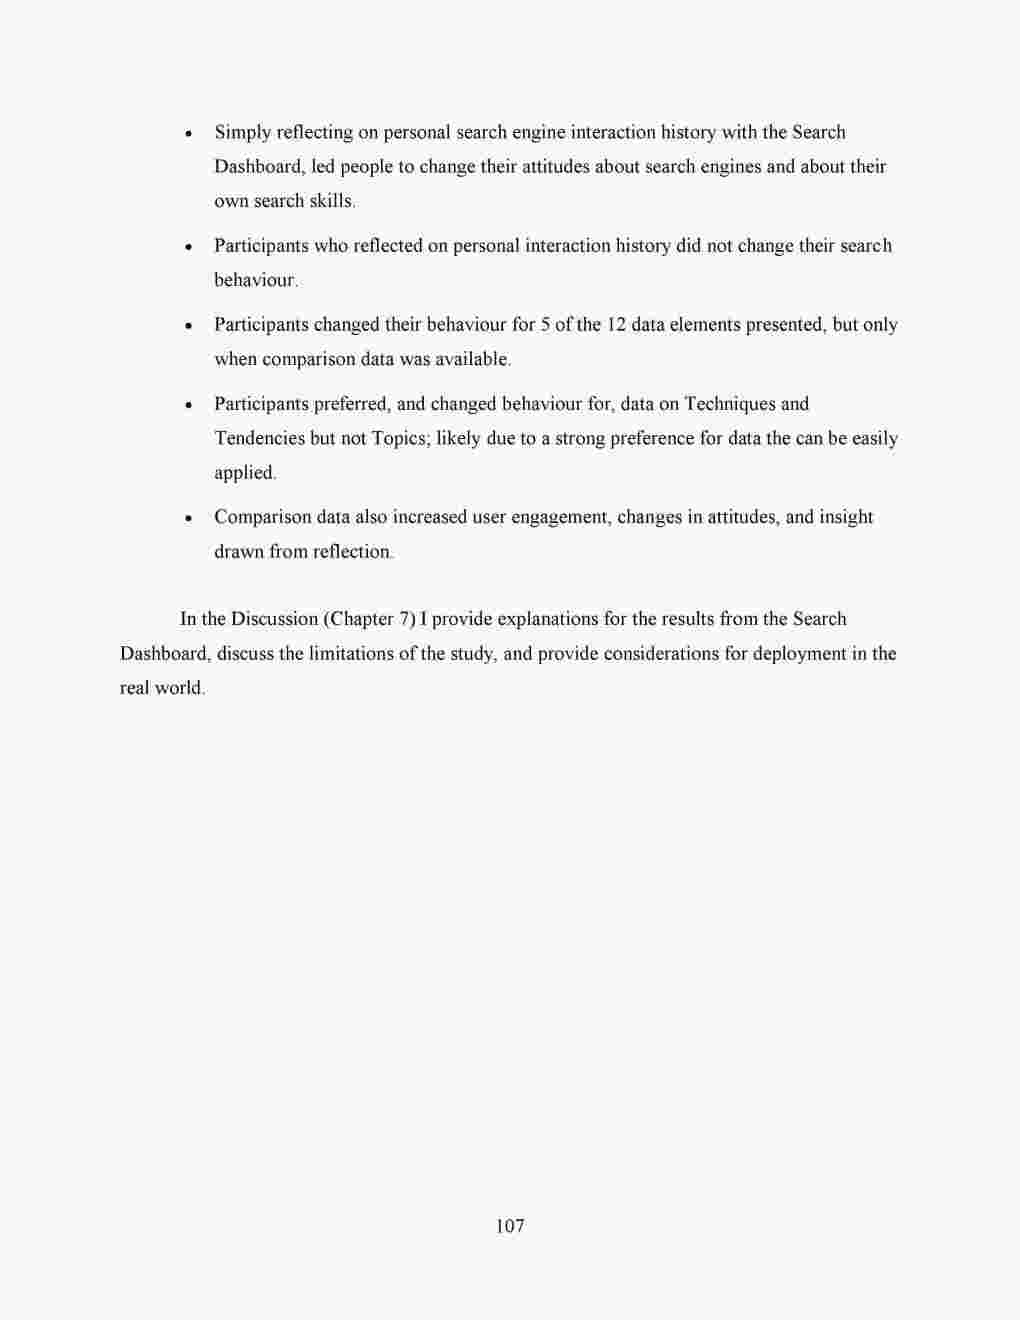 • Simply reflecting on personal search engine interaction history with the Search
Dashboard, led people to change their attitudes about search engines and about their
own search skills.
• Participants who reflected on personal interaction history did not change their search
behaviour.
• Participants changed their behaviour for 5 of the 12 data elements presented, but only
when comparison data was available.
• Participants preferred, and changed behaviour for, data on Techniques and
Tendencies but not Topics; likely due to a strong preference for data the can be easily
applied.
• Comparison data also increased user engagement, changes in attitudes, and insight
drawn from reflection.
In the Discussion (Chapter 7) I provide explanations for the results from the Search
Dashboard, discuss the limitations of the study, and provide considerations for deployment in the
real world.
107